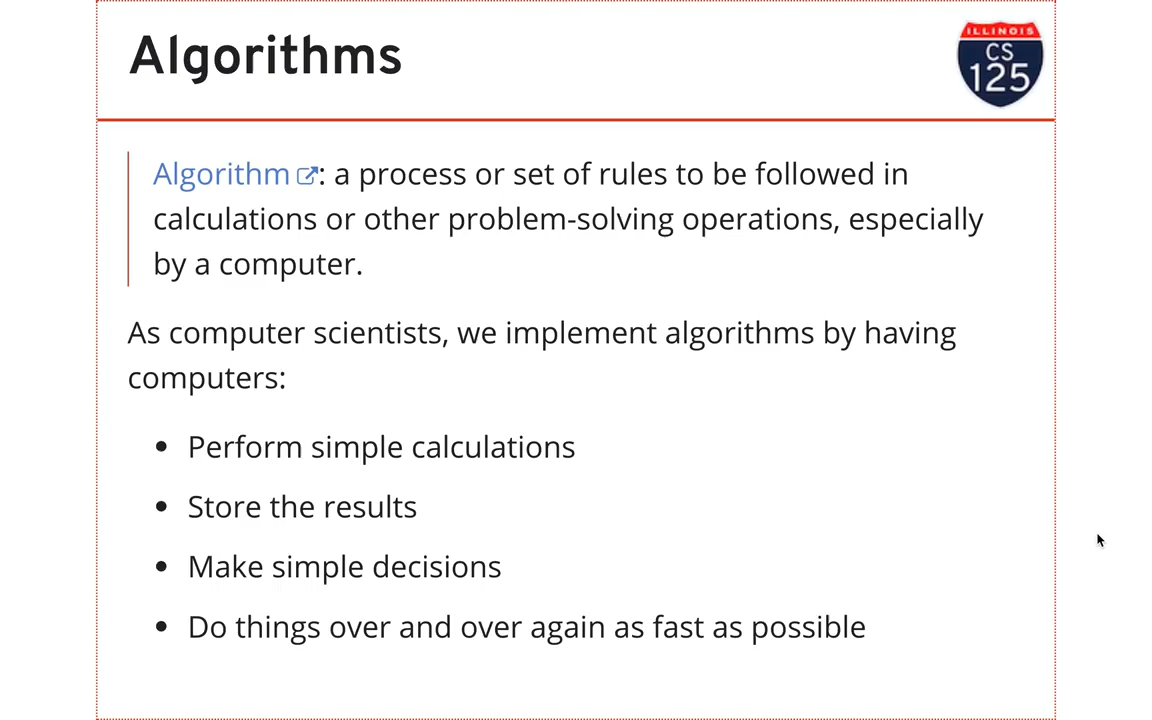 Algorithms
ILLINOIS
CS
125
Algorithm: a process or set of rules to be followed in
calculations or other problem-solving operations, especially
by a computer.
As computer scientists, we implement algorithms by having
computers:
• Perform simple calculations
• Store the results
• Make simple decisions
• Do things over and over again as fast as possible